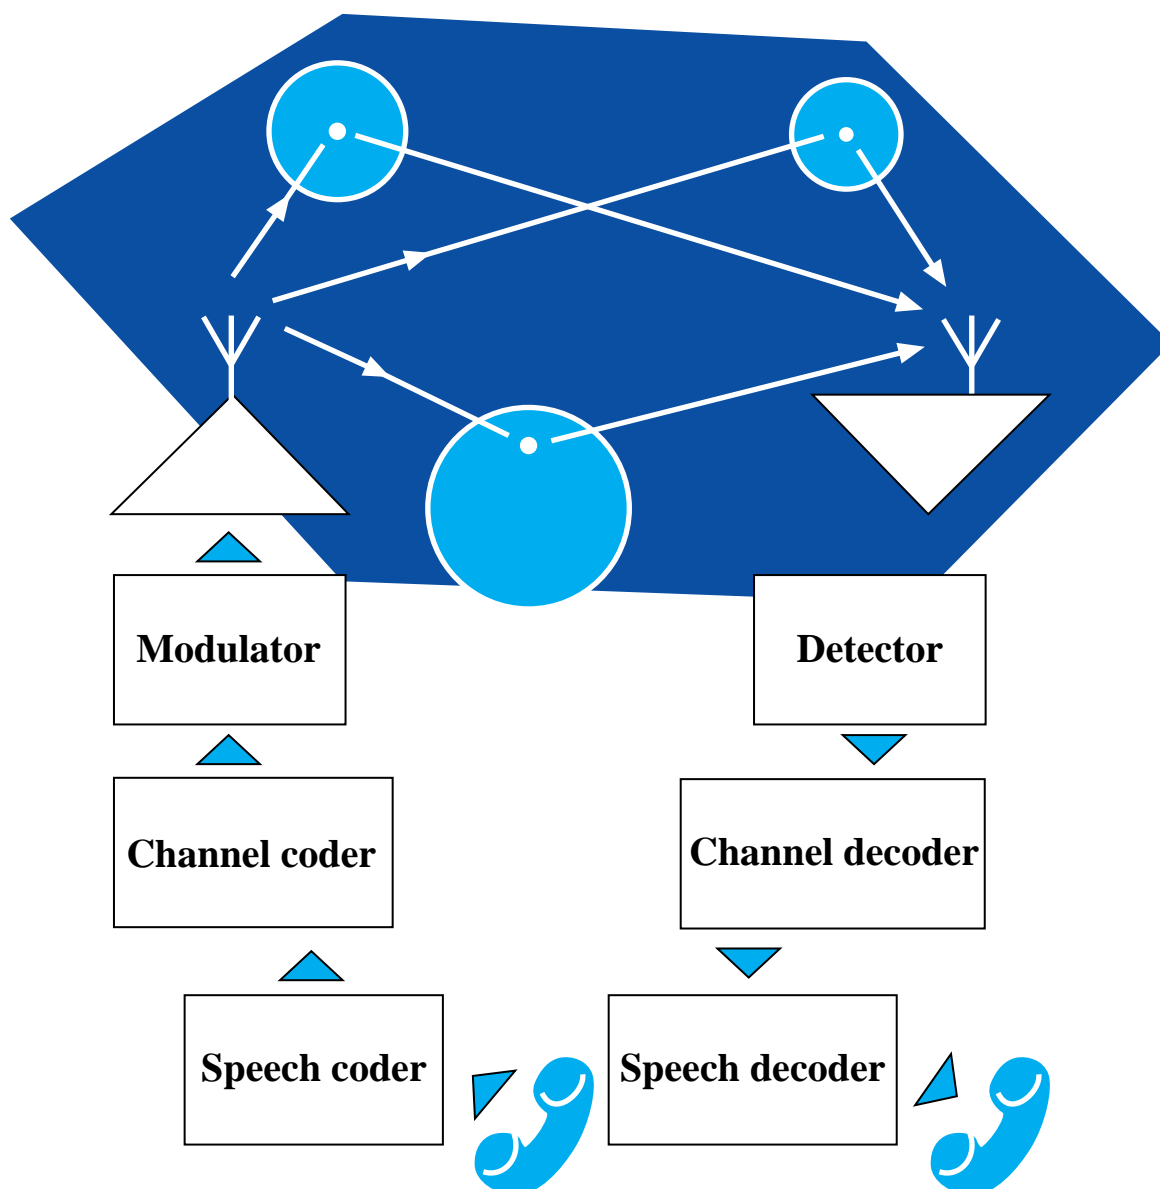 Modulator
Detector
Channel coder
Channel decoder
Speech coder
Speech decoder